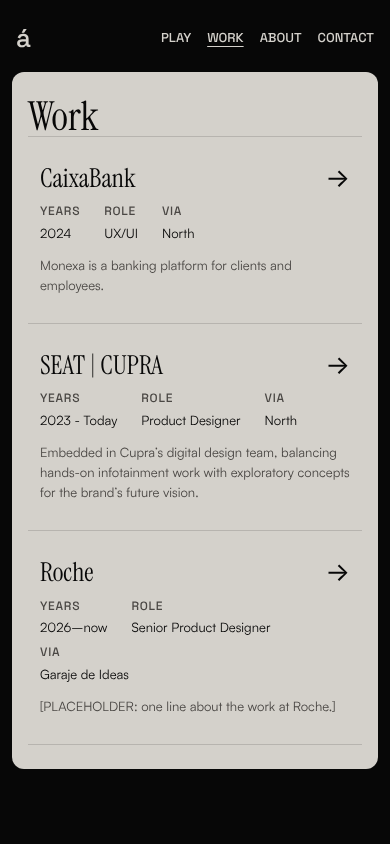 á PLAY WORK ABOUT CONTACT
Work
CaixaBank →
YEARS ROLE VIA
2024 UX/UI North
Monexa is a banking platform for clients and
employees.
SEAT | CUPRA →
YEARS ROLE VIA
2023 - Today Product Designer North
Embedded in Cupra’s digital design team, balancing
hands-on infotainment work with exploratory concepts
for the brand’s future vision.
Roche →
YEARS ROLE
2026—now Senior Product Designer
VIA
Garaje de Ideas
[PLACEHOLDER: one line about the work at Roche.]